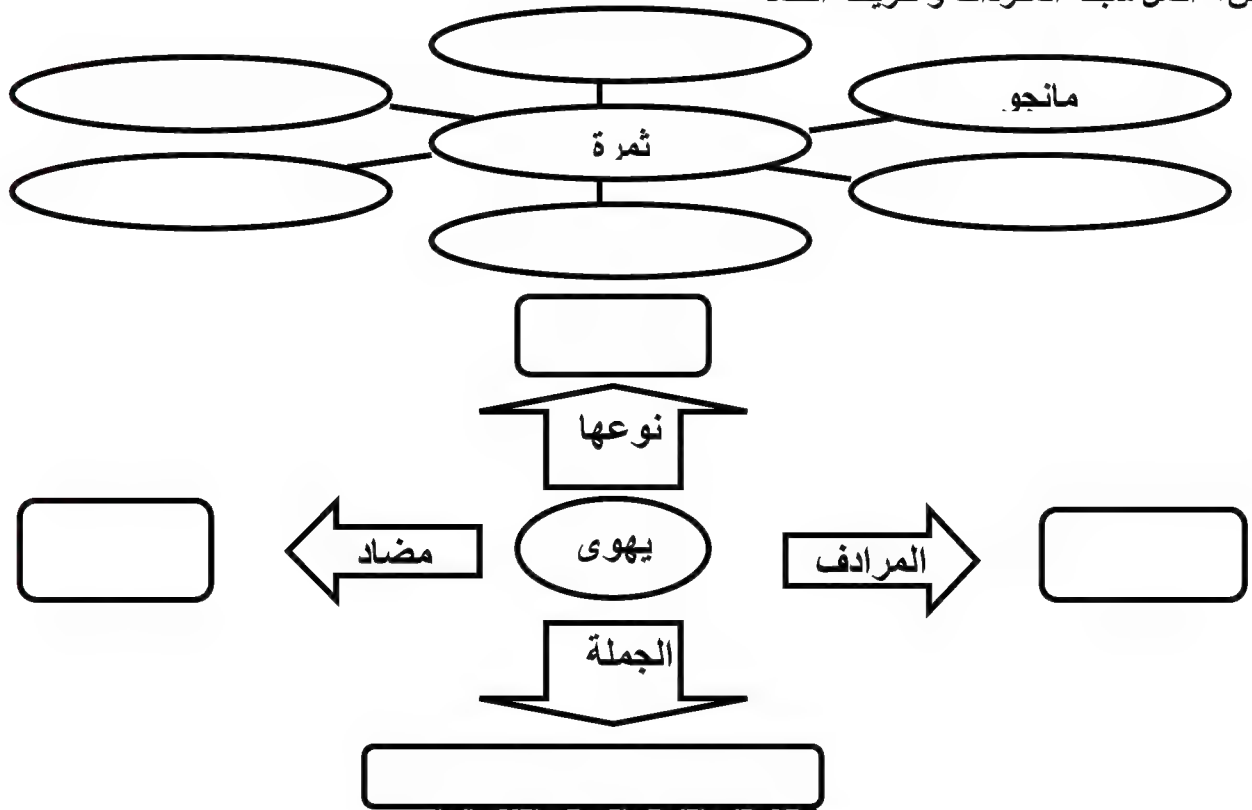 مانجو
ثمرة
نوعها
المرادف
يهوى
مضاد
الجملة